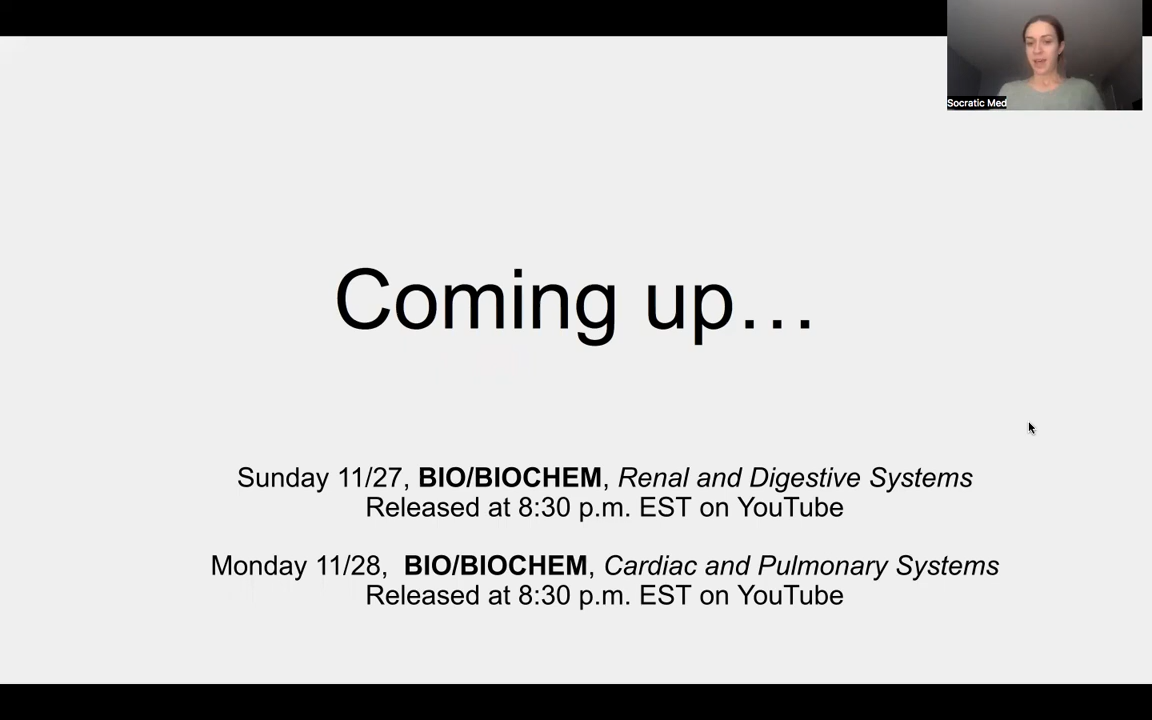 Socratic Med
Coming up…
Sunday 11/27, BIO/BIOCHEM, Renal and Digestive Systems
Released at 8:30 p.m. EST on YouTube
Monday 11/28, BIO/BIOCHEM, Cardiac and Pulmonary Systems
Released at 8:30 p.m. EST on YouTube